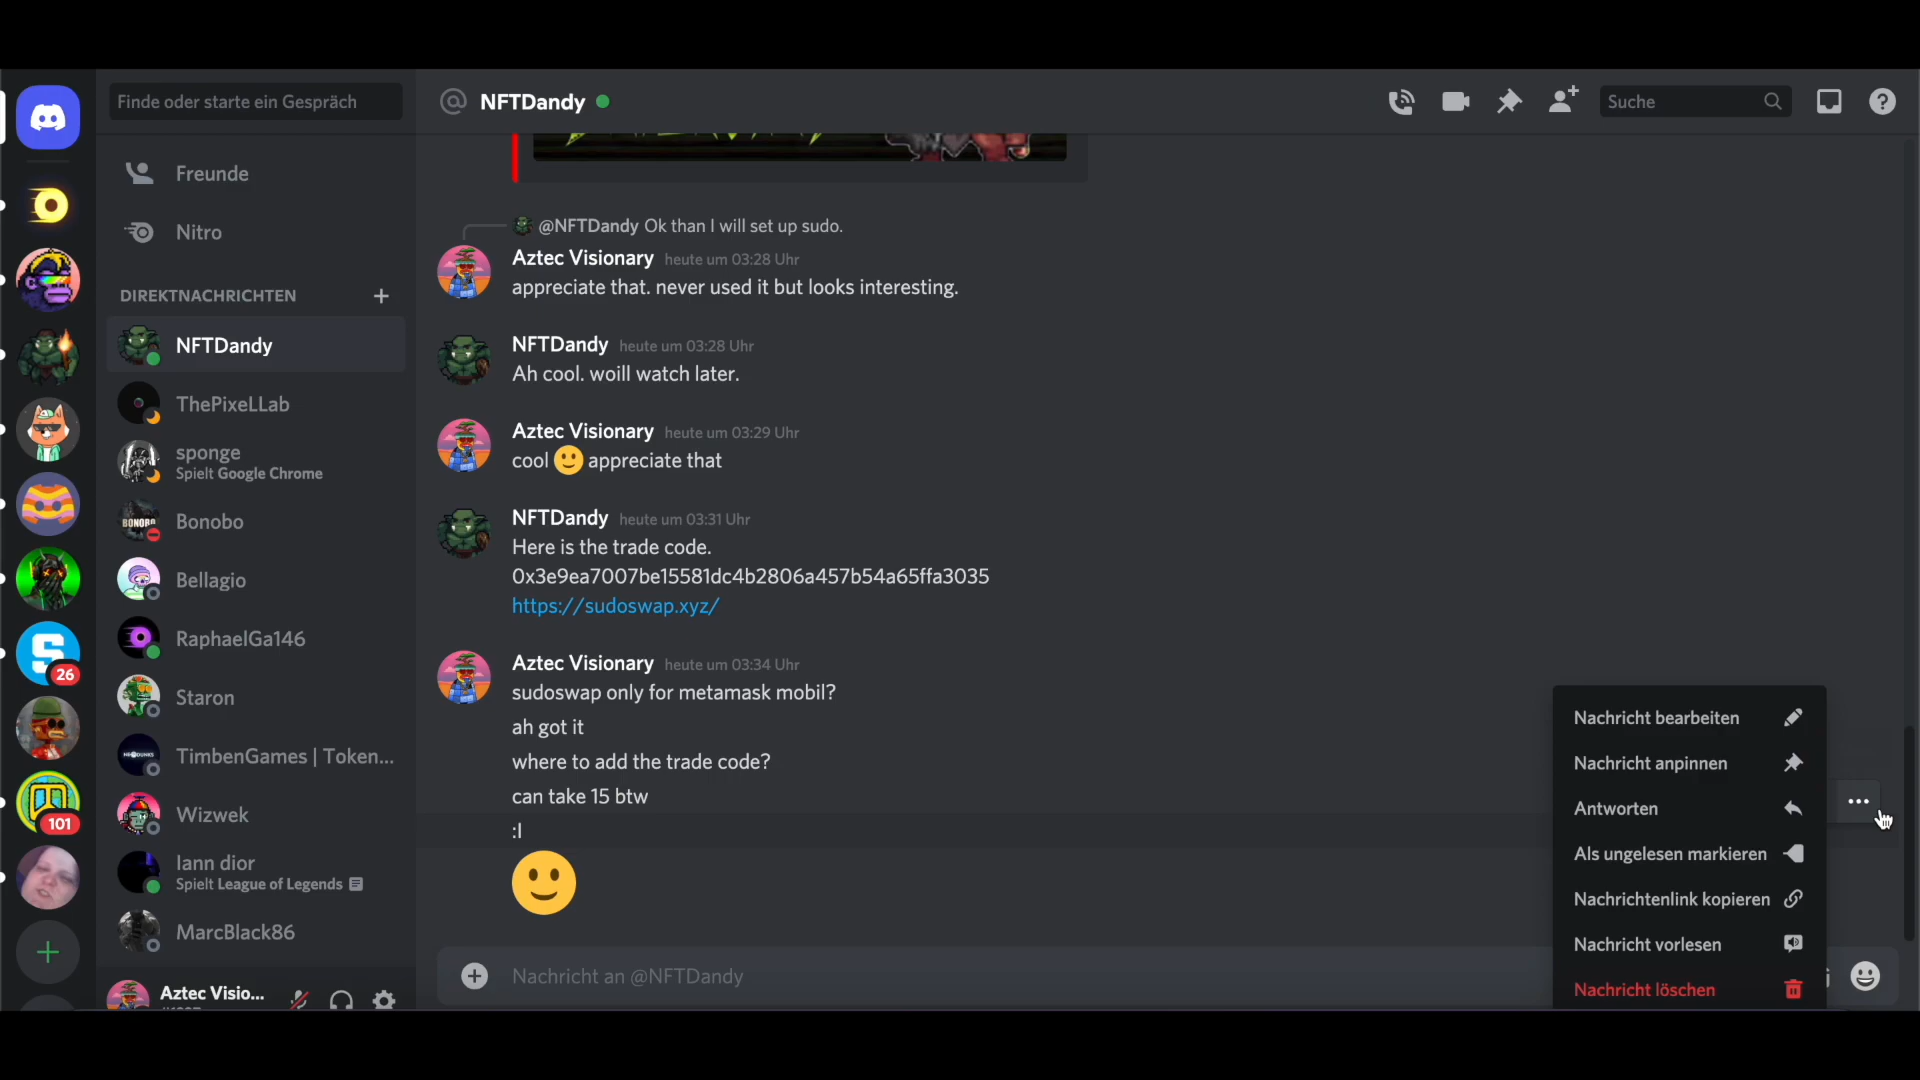 Finde oder starte ein Gespräch
NFTDandy
Suche
Freunde
Nitro
DIREKTNACHRICHTEN
NFTDandy
ThePixeLLab
sponge
Spielt Google Chrome
BONOBO
Bonobo
Bellagio
RaphaelGa146
Staron
TimbenGames | Token...
Wizwek
lann dior
Spielt League of Legends
MarcBlack86
Aztec Visio...
26
101
@NFTDandy Ok than I will set up sudo.
Aztec Visionary heute um 03:28 Uhr
appreciate that. never used it but looks interesting.
NFTDandy heute um 03:28 Uhr
Ah cool. woill watch later.
Aztec Visionary heute um 03:29 Uhr
cool 🙂 appreciate that
NFTDandy heute um 03:31 Uhr
Here is the trade code.
0x3e9ea7007be15581dc4b2806a457b54a65ffa3035
https://sudoswap.xyz/
Aztec Visionary heute um 03:34 Uhr
sudoswap only for metamask mobil?
ah got it
where to add the trade code?
can take 15 btw
:l
Nachricht an @NFTDandy
Nachricht bearbeiten
Nachricht anpinnen
Antworten
Als ungelesen markieren
Nachrichtenlink kopieren
Nachricht vorlesen
Nachricht löschen